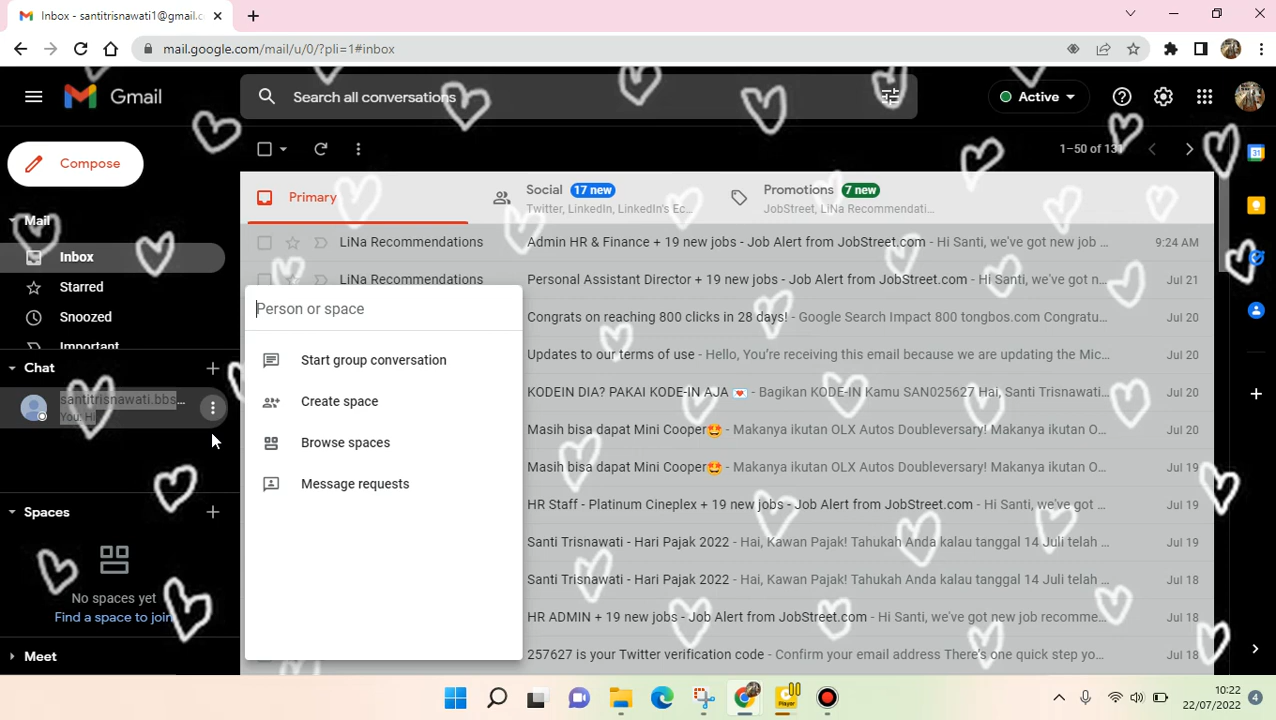 Inbox - santitrisnawati1@gmail.c
mail.google.com/mail/u/0/?pli=1#inbox
Gmail
Search all conversations
Active
Compose
1–50 of 131
Primary
Social 17 new
Twitter, LinkedIn, LinkedIn's Ec...
Promotions 7 new
JobStreet, LiNa Recommendati...
Mail
Inbox
Starred
Snoozed
Important
Chat
santitrisnawati.bbs...
You: Hi
Spaces
No spaces yet
Find a space to join
Meet
Person or space
Start group conversation
Create space
Browse spaces
Message requests
LiNa Recommendations Admin HR & Finance + 19 new jobs - Job Alert from JobStreet.com - Hi Santi, we've got new job ... 9:24 AM
LiNa Recommendations Personal Assistant Director + 19 new jobs - Job Alert from JobStreet.com - Hi Santi, we've got n... Jul 21
Congrats on reaching 800 clicks in 28 days! - Google Search Impact 800 tongbos.com Congratu... Jul 20
Updates to our terms of use - Hello, You're receiving this email because we are updating the Mic... Jul 20
KODEIN DIA? PAKAI KODE-IN AJA 💌 - Bagikan KODE-IN Kamu SAN025627 Hai, Santi Trisnawati... Jul 20
Masih bisa dapat Mini Cooper🤩 - Makanya ikutan OLX Autos Doubleversary! Makanya ikutan O... Jul 20
Masih bisa dapat Mini Cooper🤩 - Makanya ikutan OLX Autos Doubleversary! Makanya ikutan O... Jul 19
HR Staff - Platinum Cineplex + 19 new jobs - Job Alert from JobStreet.com - Hi Santi, we've got ... Jul 19
Santi Trisnawati - Hari Pajak 2022 - Hai, Kawan Pajak! Tahukah Anda kalau tanggal 14 Juli telah ... Jul 19
Santi Trisnawati - Hari Pajak 2022 - Hai, Kawan Pajak! Tahukah Anda kalau tanggal 14 Juli telah ... Jul 18
HR ADMIN + 19 new jobs - Job Alert from JobStreet.com - Hi Santi, we've got new job recomme... Jul 18
257627 is your Twitter verification code - Confirm your email address There's one quick step yo... Jul 18
31
Player
10:22
22/07/2022
4